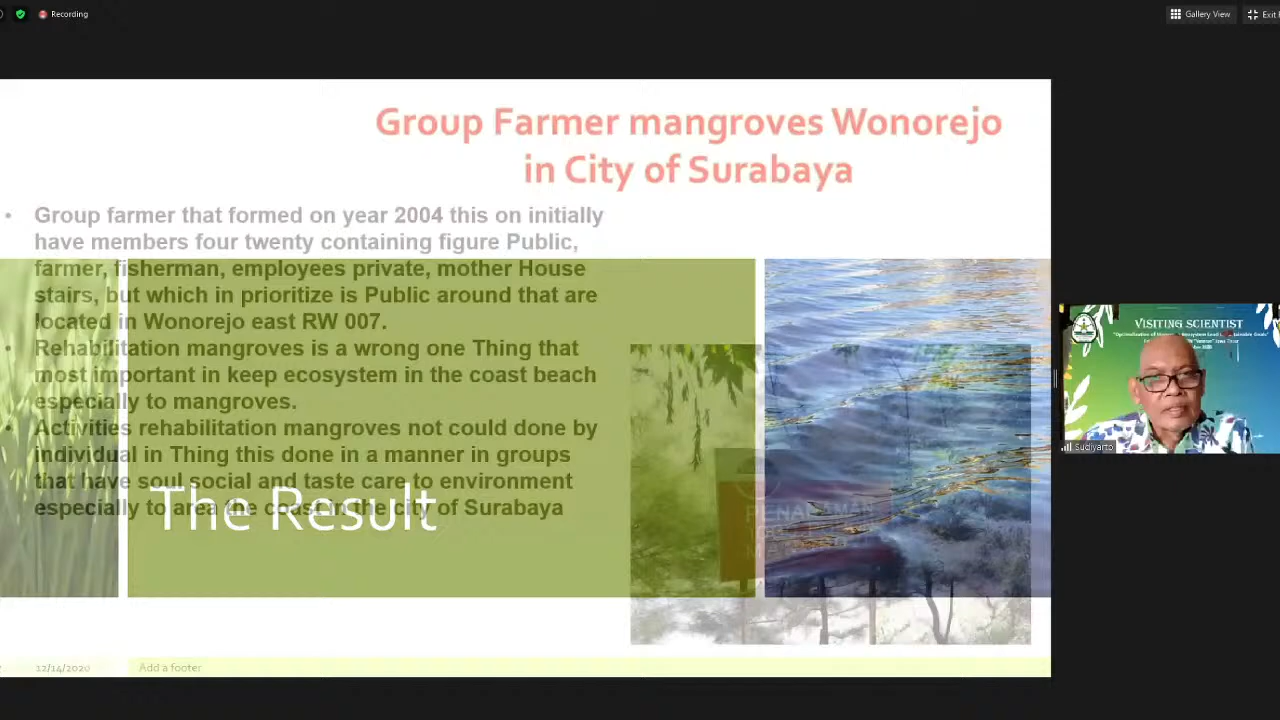 Recording
Gallery View
Exit
Group Farmer mangroves Wonorejo
in City of Surabaya
• Group farmer that formed on year 2004 this on initially
have members four twenty containing figure Public,
farmer, fisherman, employees private, mother House
stairs, but which in prioritize is Public around that are
located in Wonorejo east RW 007.
• Rehabilitation mangroves is a wrong one Thing that
most important in keep ecosystem in the coast beach
especially to mangroves.
• Activities rehabilitation mangroves not could done by
individual in Thing this done in a manner in groups
that have soul social and taste care to environment
especially to area the coast in the city of Surabaya
The Result
PENANAMAN
VISITING SCIENTIST
Sudiyarto
12/14/2020
Add a footer